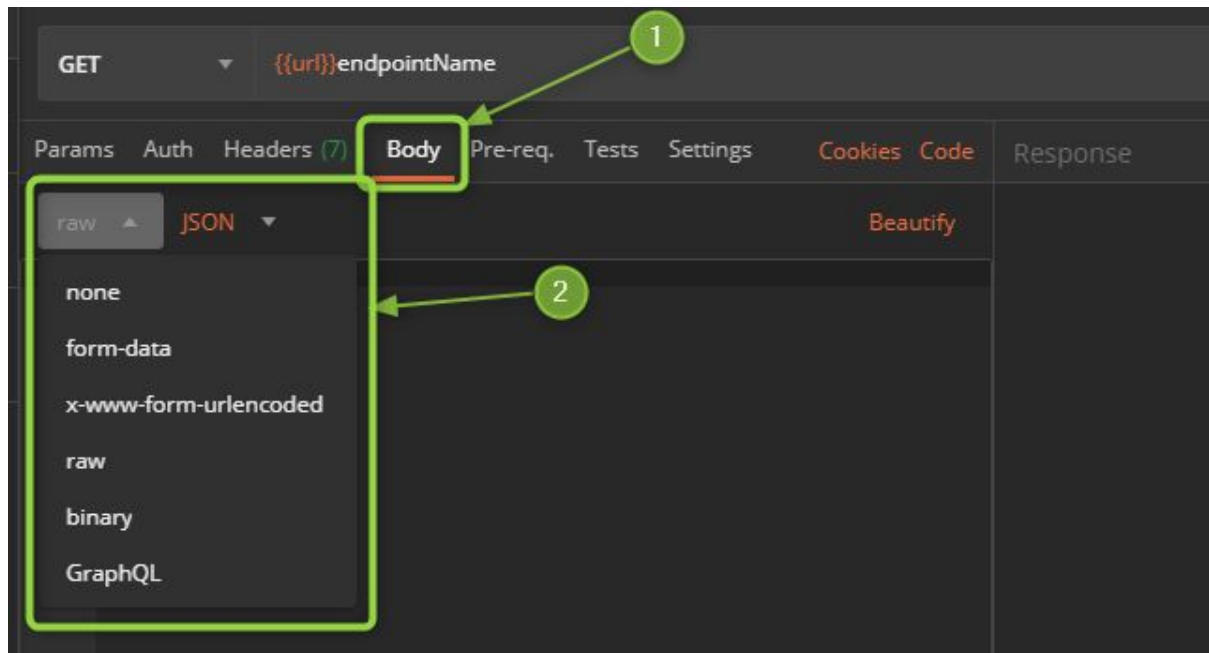 1
GET {{url}}endpointName
Params Auth Headers (7) Body Pre-req. Tests Settings Cookies Code Response
raw JSON Beautify
none
2
form-data
x-www-form-urlencoded
raw
binary
GraphQL